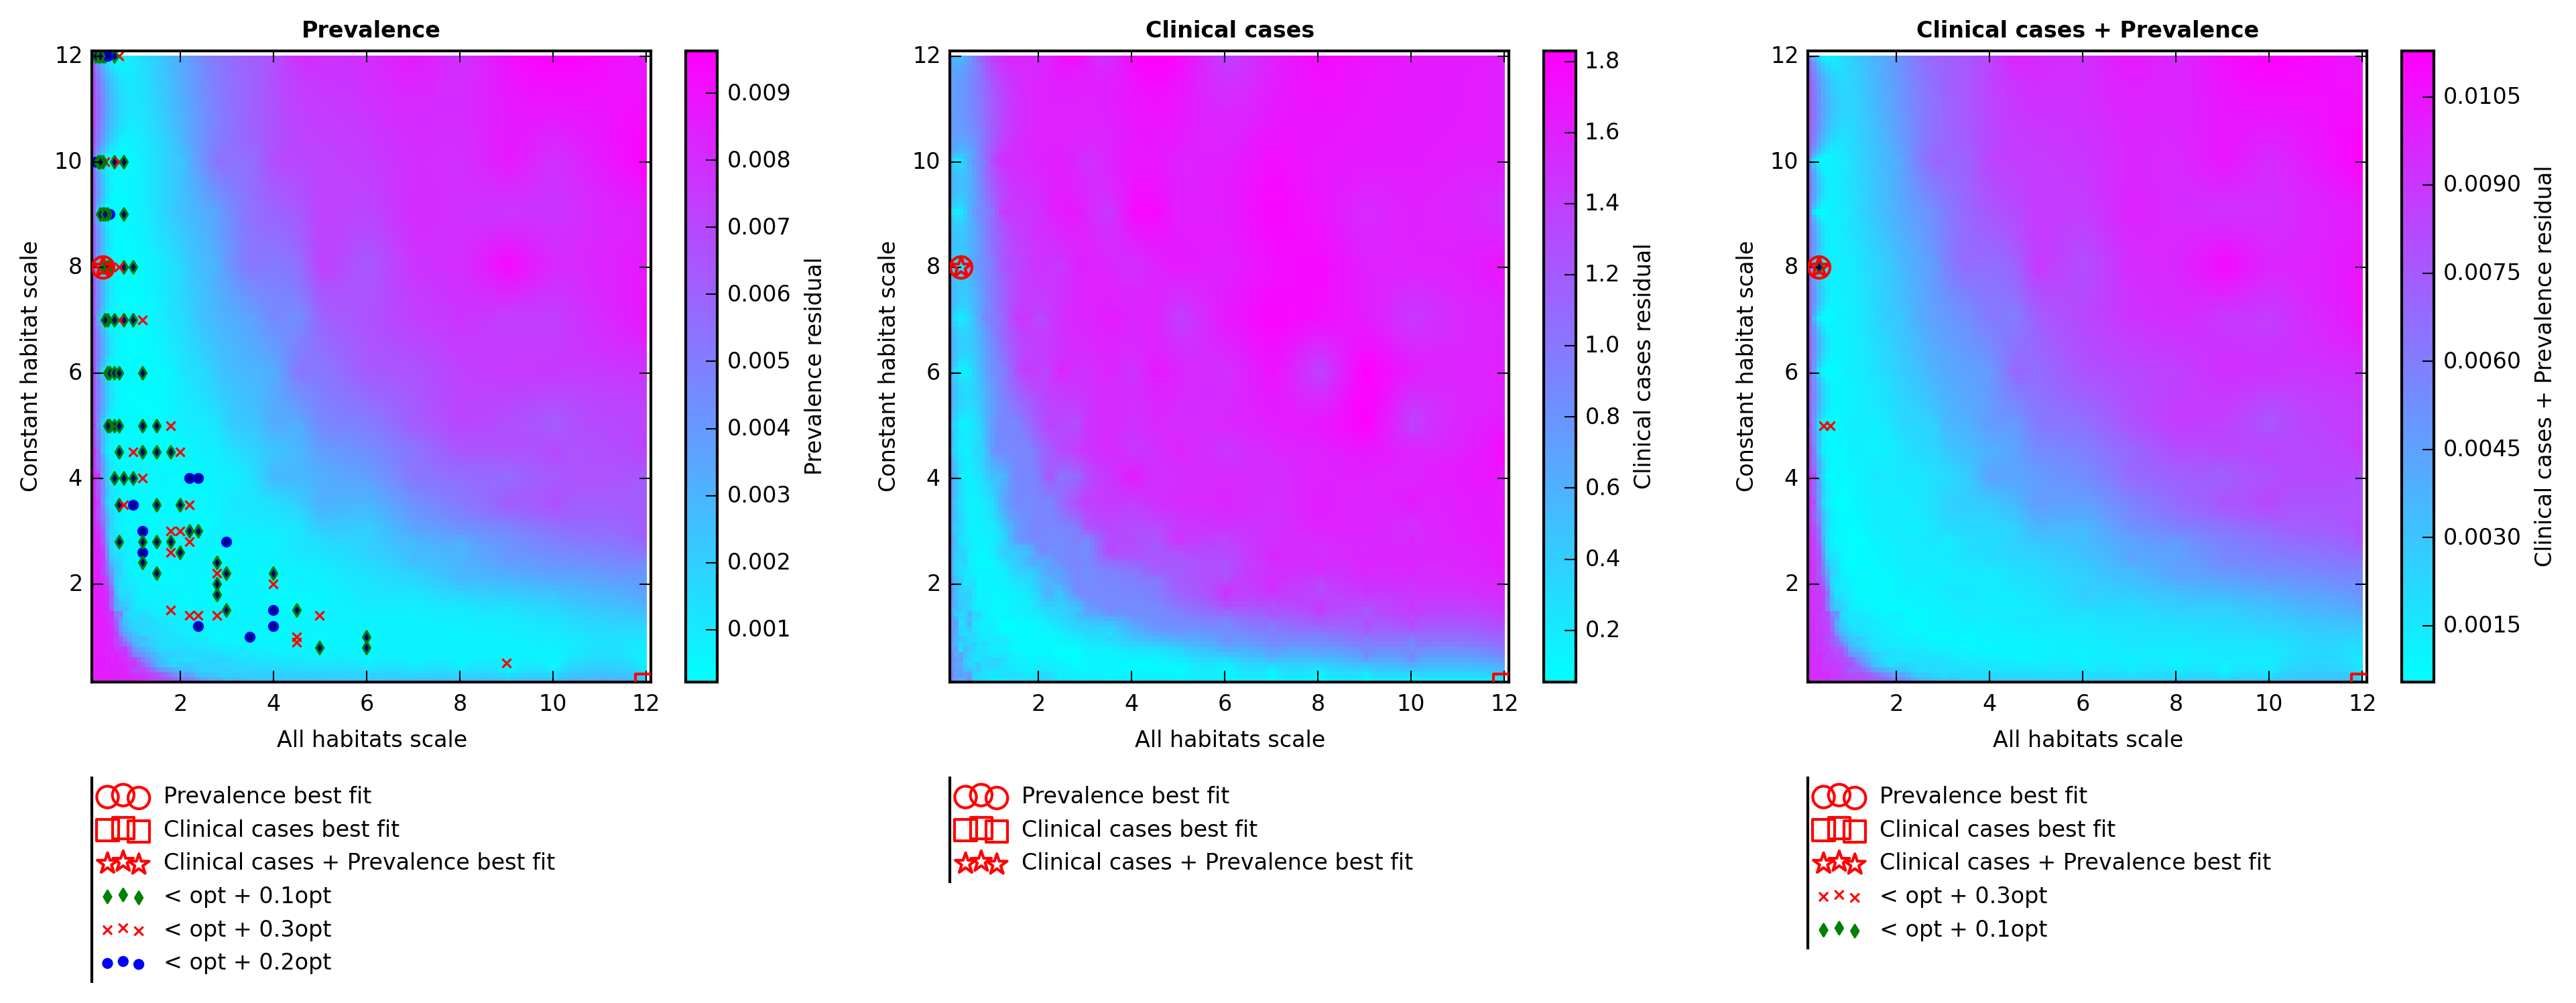 Prevalence
12
10
8
6
4
2
2
4
6
8
10
12
Constant habitat scale
All habitats scale
0.009
0.008
0.007
0.006
0.005
0.004
0.003
0.002
0.001
Prevalence residual
Prevalence best fit
Clinical cases best fit
Clinical cases + Prevalence best fit
< opt + 0.1opt
< opt + 0.3opt
< opt + 0.2opt
Clinical cases
12
10
8
6
4
2
2
4
6
8
10
12
Constant habitat scale
All habitats scale
1.8
1.6
1.4
1.2
1.0
0.8
0.6
0.4
0.2
Clinical cases residual
Prevalence best fit
Clinical cases best fit
Clinical cases + Prevalence best fit
Clinical cases + Prevalence
12
10
8
6
4
2
2
4
6
8
10
12
Constant habitat scale
All habitats scale
0.0105
0.0090
0.0075
0.0060
0.0045
0.0030
0.0015
Clinical cases + Prevalence residual
Prevalence best fit
Clinical cases best fit
Clinical cases + Prevalence best fit
< opt + 0.3opt
< opt + 0.1opt